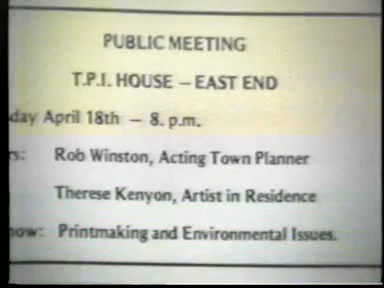 PUBLIC MEETING
T.P.I. HOUSE – EAST END
day April 18th – 8. p.m.
s: Rob Winston, Acting Town Planner
Therese Kenyon, Artist in Residence
ow: Printmaking and Environmental Issues.